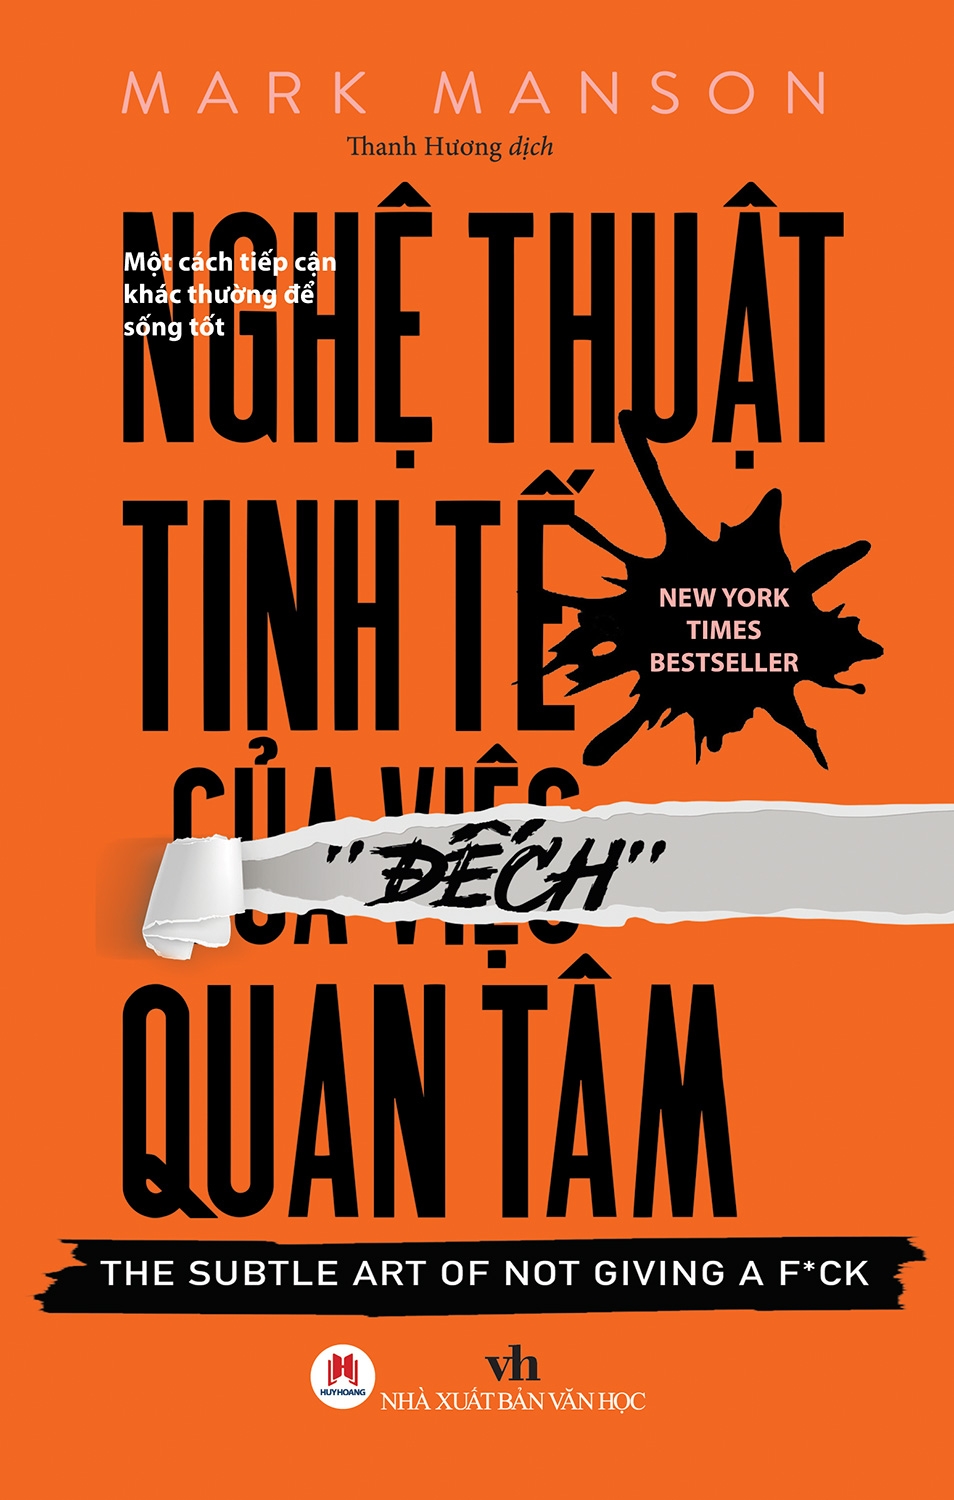 MARK MANSON
Thanh Hương dịch
NGHỆ THUẬT
Một cách tiếp cận
khác thường để
sống tốt
TINH TẾ
NEW YORK
TIMES
BESTSELLER
CỦA VIỆC
"ĐẾCH"
QUAN TÂM
THE SUBTLE ART OF NOT GIVING A F*CK
HUYHOANG
vh
NHÀ XUẤT BẢN VĂN HỌC